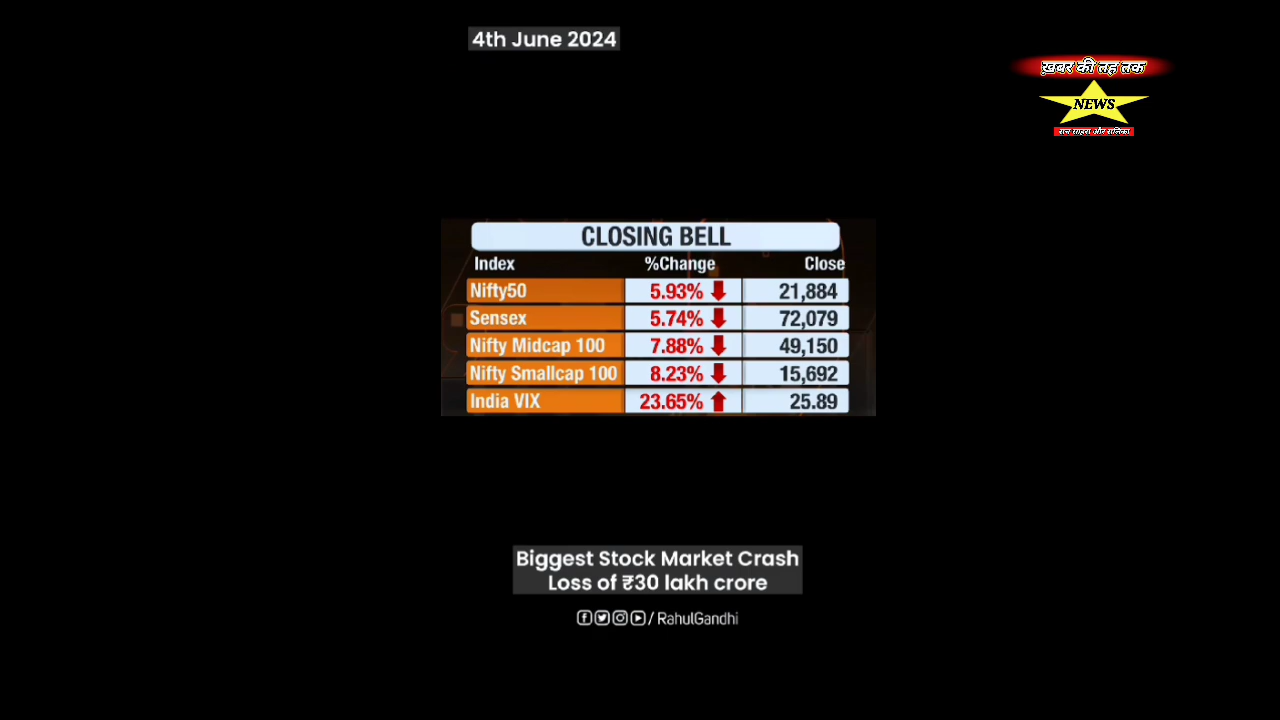 4th June 2024
ख़बर की तह तक
NEWS
CLOSING BELL
Index %Change Close
Nifty50 5.93% 21,884
Sensex 5.74% 72,079
Nifty Midcap 100 7.88% 49,150
Nifty Smallcap 100 8.23% 15,692
India VIX 23.65% 25.89
Biggest Stock Market Crash
Loss of ₹30 lakh crore
/ RahulGandhi